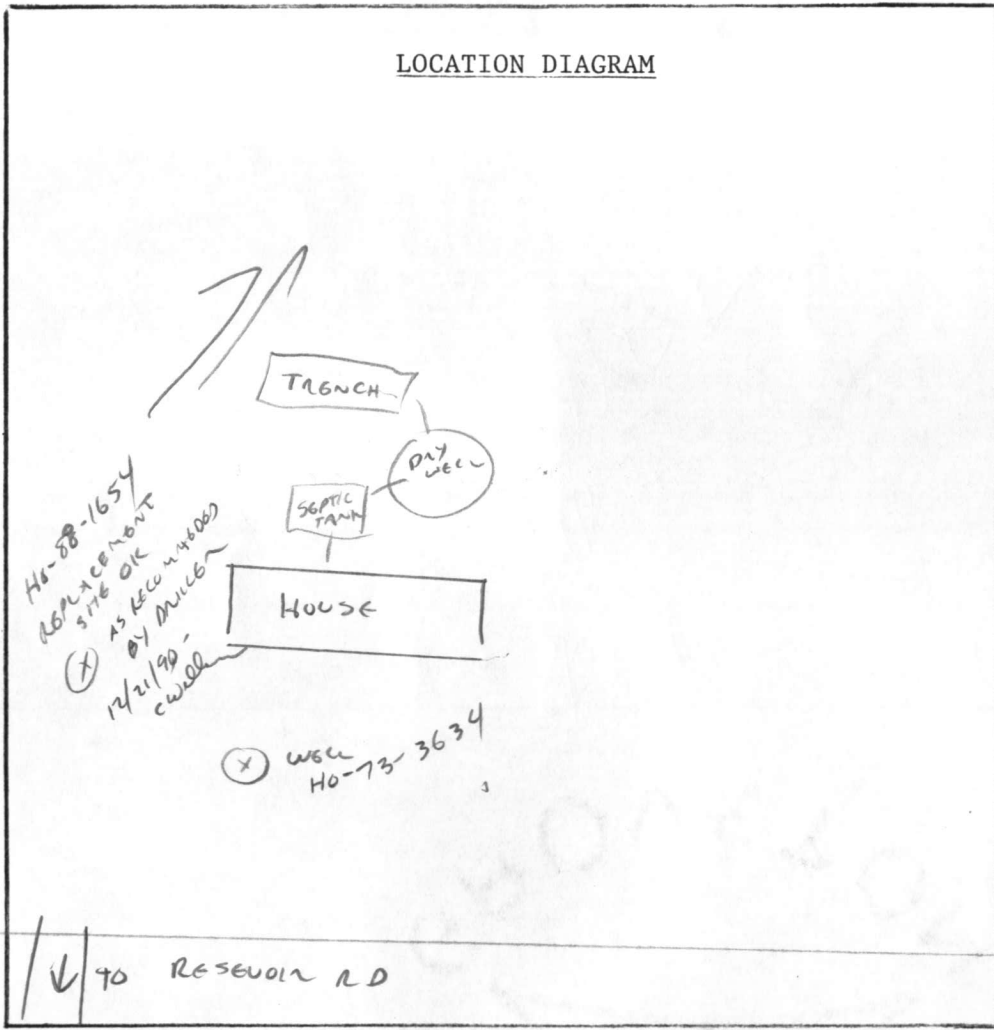 LOCATION DIAGRAM
TRENCH
DRY
WELL
SEPTIC
TANK
HO-88-1654
REPLACEMENT
SITE OK
AS RECOMMENDED
BY DRILLER
12/21/90 -
HOUSE
X
X
WELL
HO-73-3634
TO RESEVOIR RD